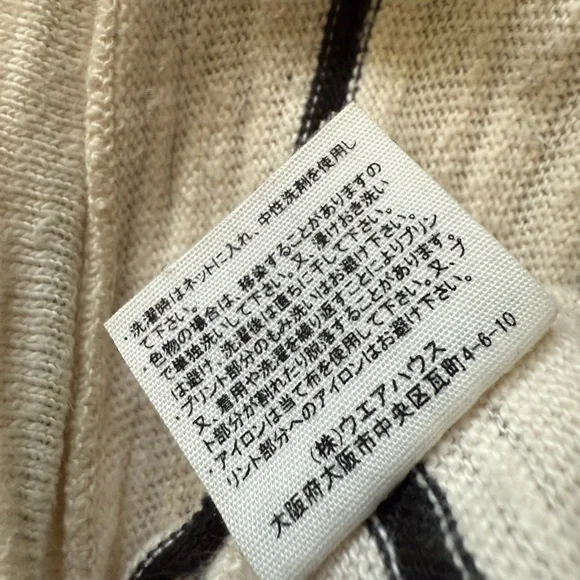 ・洗濯時はネットに入れ、中性洗剤を使用し
て下さい。
・色物の場合は、移染することがありますの
で単独洗いして下さい。又、漬けおき洗い
は避け、洗濯後は直ちに干して下さい。
・プリント部分のもみ洗いはお避け下さい。
又、着用や洗濯を繰り返すことによりプリン
ト部分が割れたり脱落することがあります。
・アイロンは当て布を使用して下さい。又、プ
リント部分へのアイロンはお避け下さい。
(株)ウエアハウス
大阪府大阪市中央区瓦町4-6-10